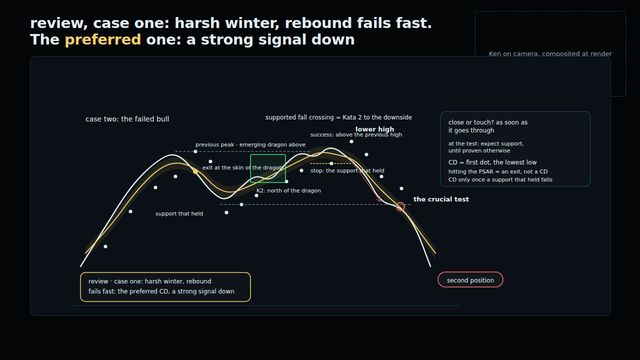 review, case one: harsh winter, rebound fails fast.
The preferred one: a strong signal down
Ken on camera, composited at render
case two: the failed bull
supported fall crossing = Kata 2 to the downside
lower high
success: above the previous high
previous peak · emerging dragon above
exit at the skin of the dragon
stop: the support that held
K2: north of the dragon
support that held
the crucial test
close or touch? as soon as
it goes through
at the test: expect support,
until proven otherwise
CD = first dot, the lowest low
hitting the PSAR = an exit, not a CD
CD only once a support that held falls
review · case one: harsh winter, rebound
fails fast: the preferred CD, a strong signal down
second position